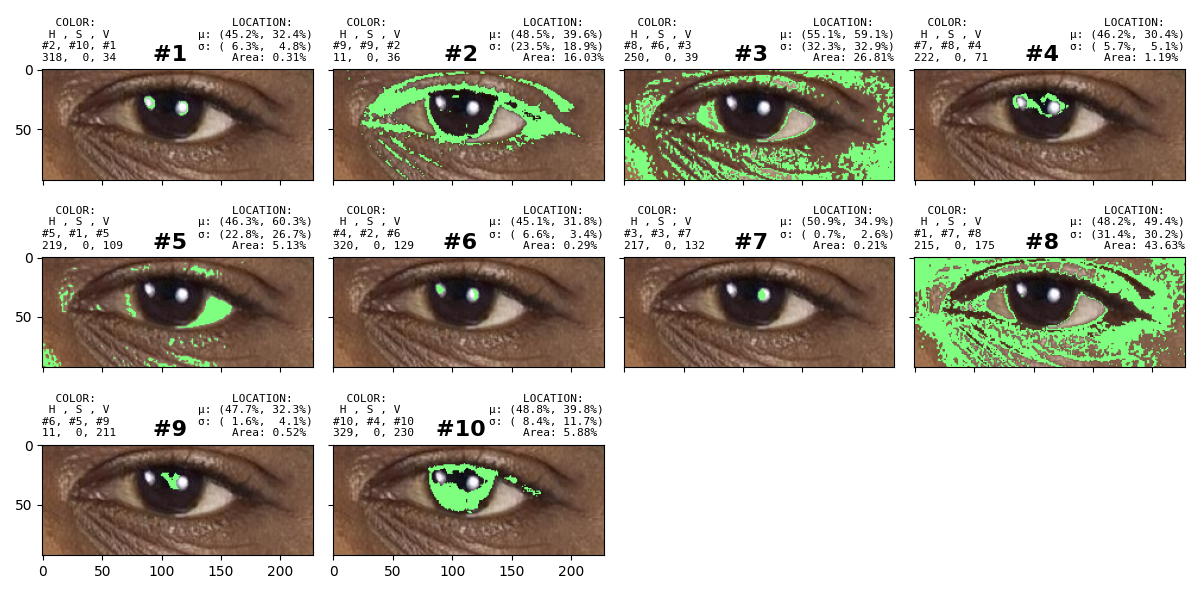 COLOR: LOCATION:
H , S , V μ: (45.2%, 32.4%)
#2, #10, #1 #1 σ: ( 6.3%, 4.8%)
318, 0, 34 Area: 0.31%
COLOR: LOCATION:
H , S , V μ: (48.5%, 39.6%)
#9, #9, #2 #2 σ: (23.5%, 18.9%)
11, 0, 36 Area: 16.03%
COLOR: LOCATION:
H , S , V μ: (55.1%, 59.1%)
#8, #6, #3 #3 σ: (32.3%, 32.9%)
250, 0, 39 Area: 26.81%
COLOR: LOCATION:
H , S , V μ: (46.2%, 30.4%)
#7, #8, #4 #4 σ: ( 5.7%, 5.1%)
222, 0, 71 Area: 1.19%
0
50
COLOR: LOCATION:
H , S , V μ: (46.3%, 60.3%)
#5, #1, #5 #5 σ: (22.8%, 26.7%)
219, 0, 109 Area: 5.13%
COLOR: LOCATION:
H , S , V μ: (45.1%, 31.8%)
#4, #2, #6 #6 σ: ( 6.6%, 3.4%)
320, 0, 129 Area: 0.29%
COLOR: LOCATION:
H , S , V μ: (50.9%, 34.9%)
#3, #3, #7 #7 σ: ( 0.7%, 2.6%)
217, 0, 132 Area: 0.21%
COLOR: LOCATION:
H , S , V μ: (48.2%, 49.4%)
#1, #7, #8 #8 σ: (31.4%, 30.2%)
215, 0, 175 Area: 43.63%
0
50
COLOR: LOCATION:
H , S , V μ: (47.7%, 32.3%)
#6, #5, #9 #9 σ: ( 1.6%, 4.1%)
11, 0, 211 Area: 0.52%
COLOR: LOCATION:
H , S , V μ: (48.8%, 39.8%)
#10, #4, #10 #10 σ: ( 8.4%, 11.7%)
329, 0, 230 Area: 5.88%
0
50
0 50 100 150 200
0 50 100 150 200